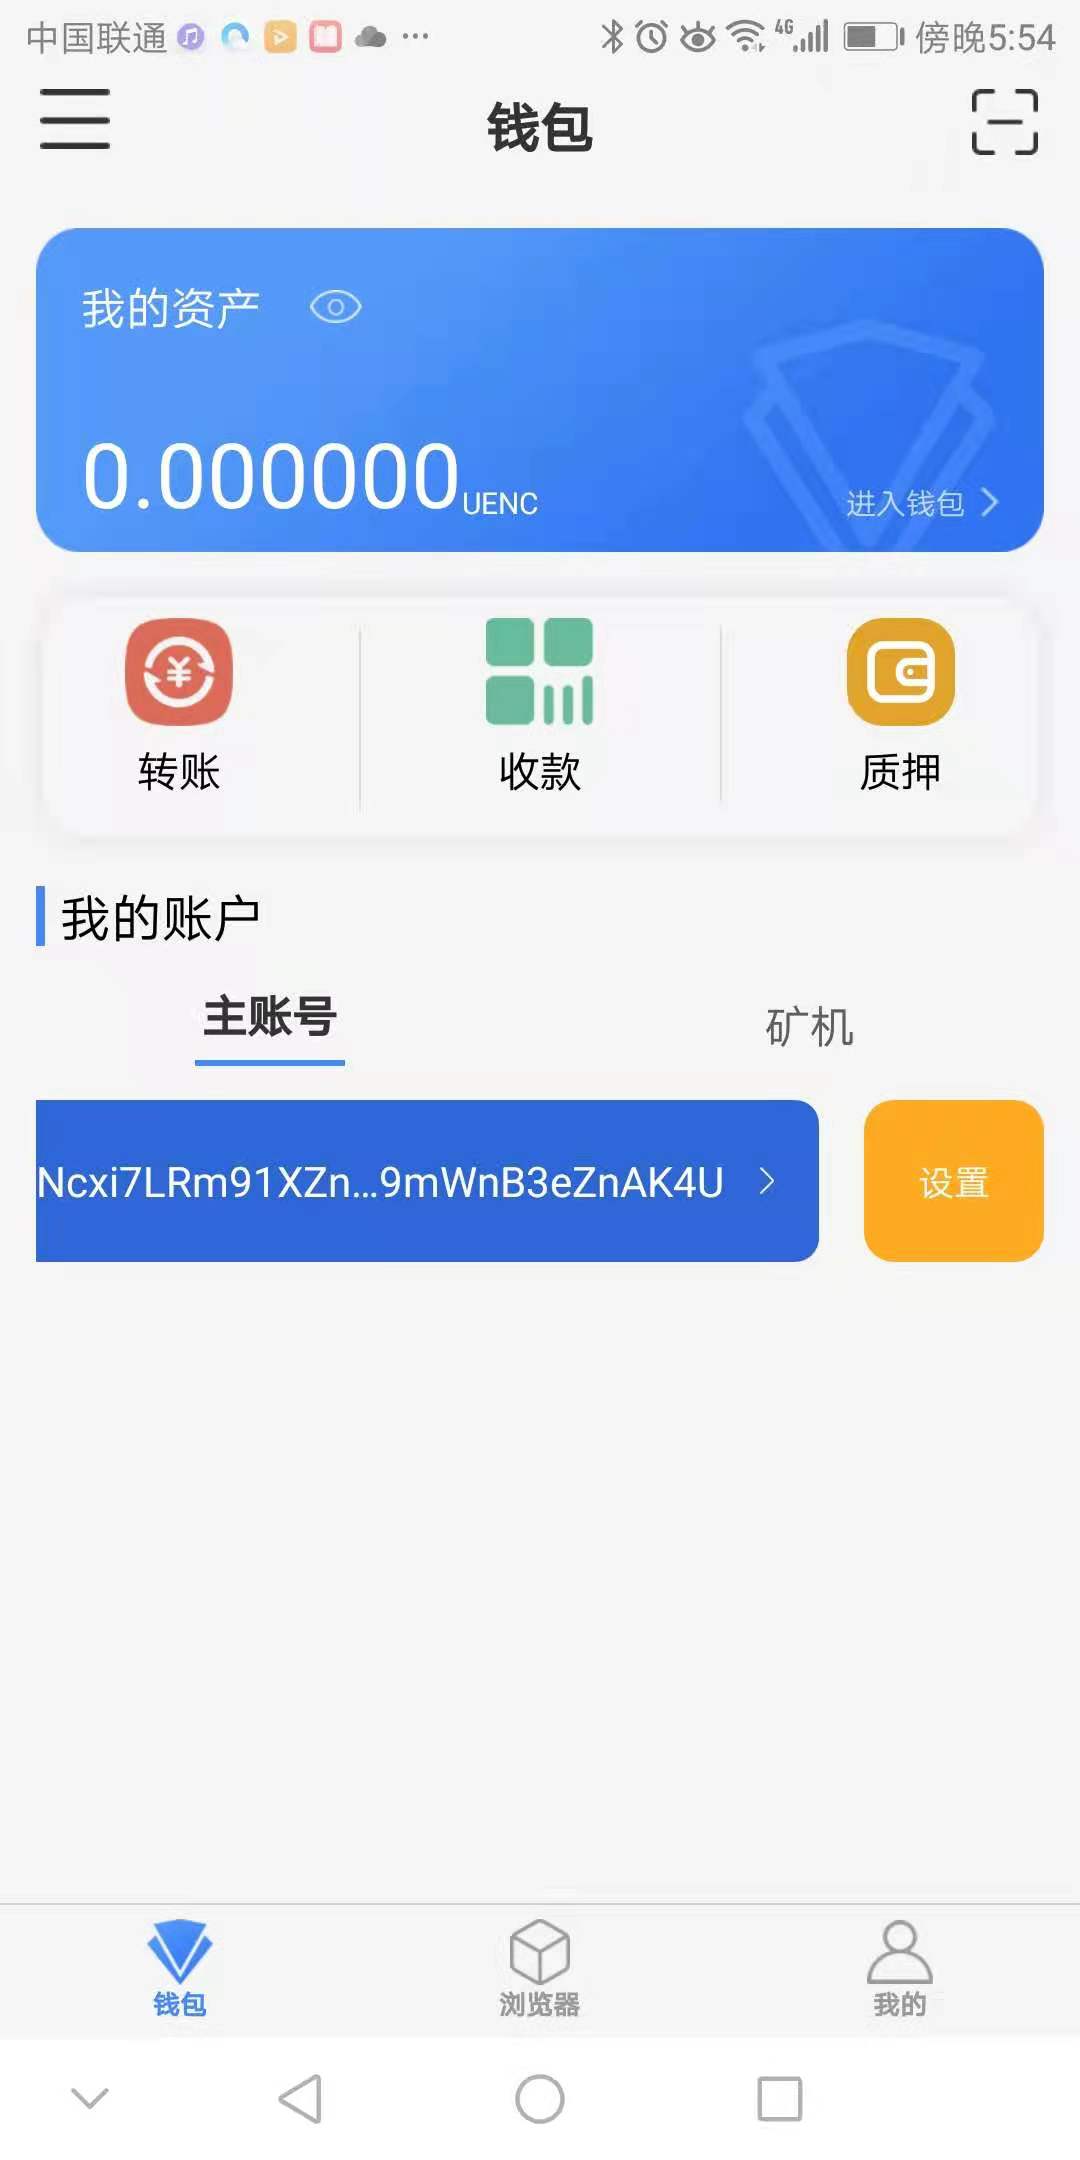 中国联通 4G 傍晚5:54
钱包
我的资产
0.000000UENC
进入钱包
转账 收款 质押
我的账户
主账号 矿机
Ncxi7LRm91XZn...9mWnB3eZnAK4U 设置
钱包 浏览器 我的